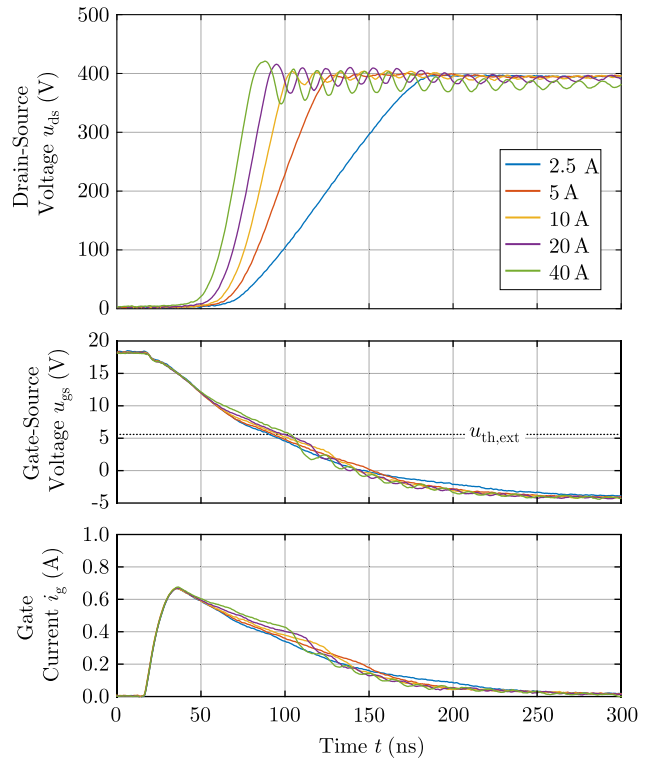 500
400
300
200
100
0
Drain-Source
Voltage u_ds (V)
2.5 A
5 A
10 A
20 A
40 A
20
15
10
5
0
-5
Gate-Source
Voltage u_gs (V)
u_th,ext
1.0
0.8
0.6
0.4
0.2
0.0
Gate
Current i_g (A)
0 50 100 150 200 250 300
Time t (ns)